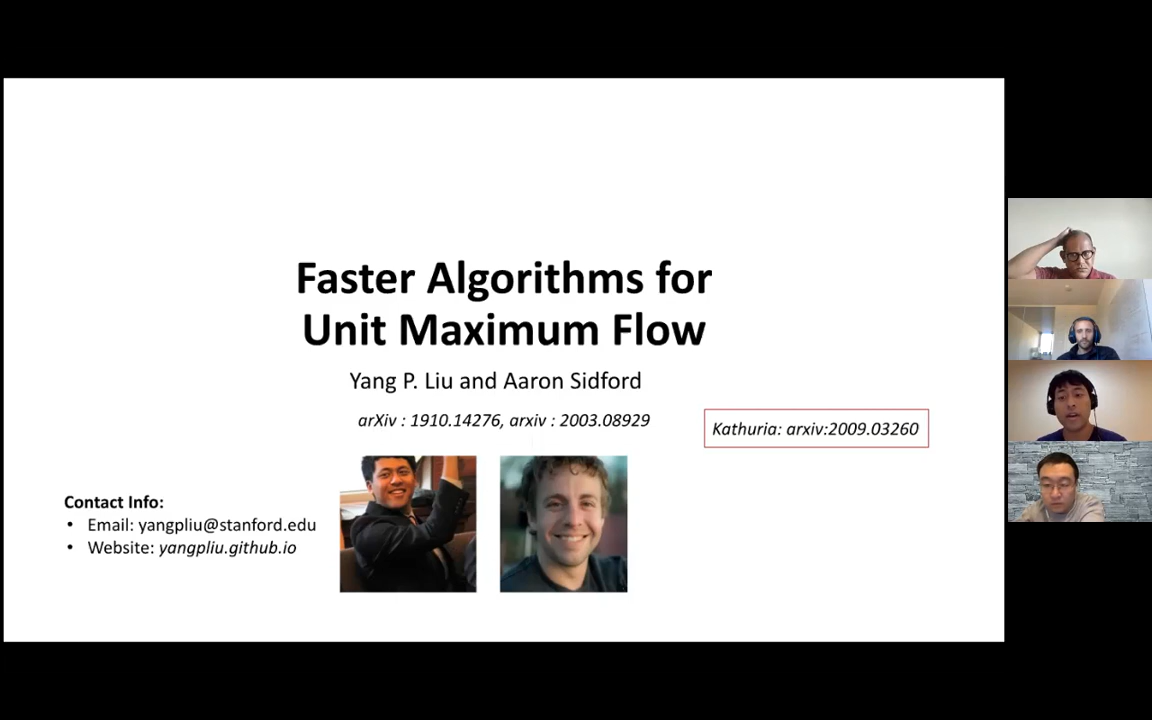 Faster Algorithms for
Unit Maximum Flow
Yang P. Liu and Aaron Sidford
arXiv : 1910.14276, arxiv : 2003.08929
Kathuria: arxiv:2009.03260
Contact Info:
• Email: yangpliu@stanford.edu
• Website: yangpliu.github.io